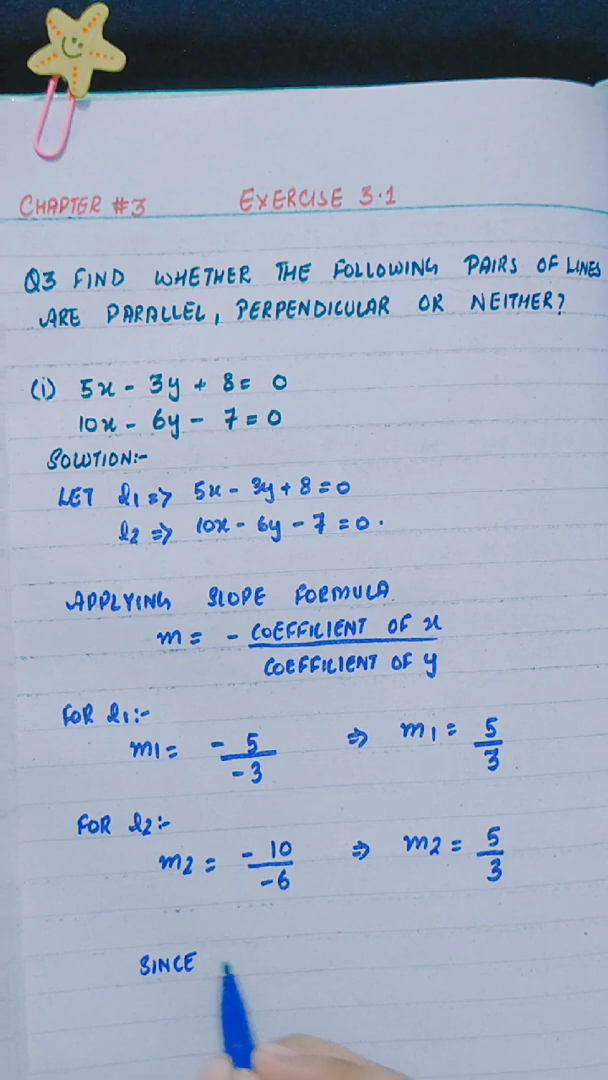 CHAPTER #3 EXERCISE 3.1
Q3 FIND WHETHER THE FOLLOWING PAIRS OF LINES
ARE PARALLEL, PERPENDICULAR OR NEITHER?
(i) 5x - 3y + 8 = 0
10x - 6y - 7 = 0
SOLUTION:-
LET l1 => 5x - 3y + 8 = 0
l2 => 10x - 6y - 7 = 0.
APPLYING SLOPE FORMULA
m = - COEFFICIENT OF x
COEFFICIENT OF y
FOR l1:-
m1 = - 5 / -3 => m1 = 5 / 3
FOR l2:-
m2 = - 10 / -6 => m2 = 5 / 3
SINCE